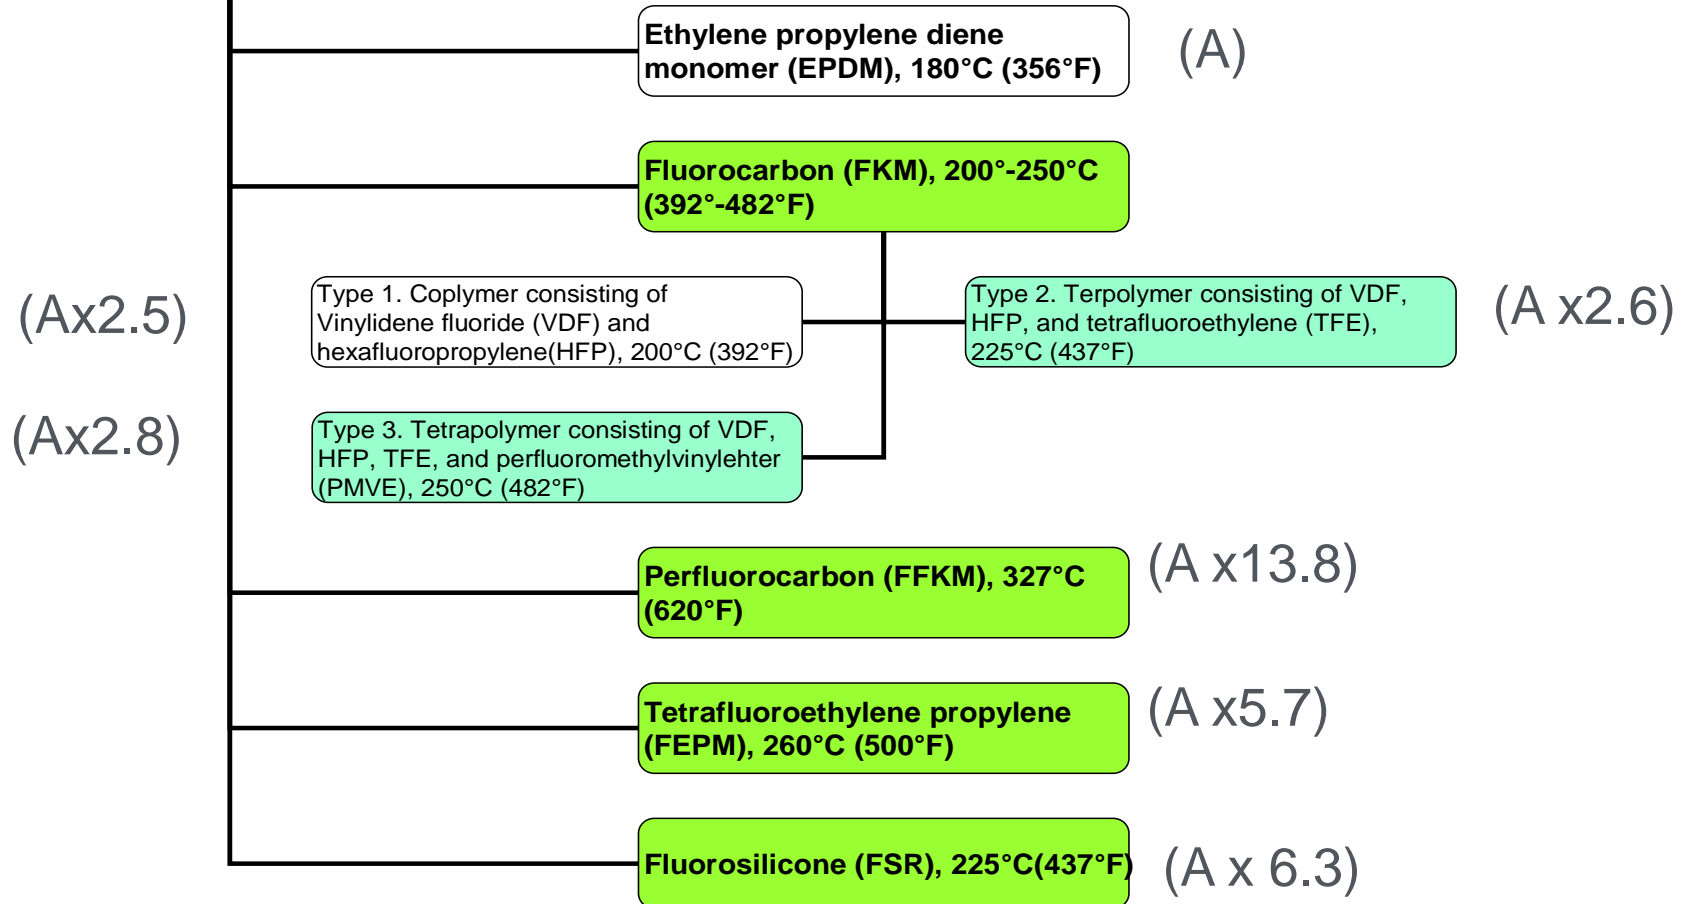 Ethylene propylene diene
monomer (EPDM), 180°C (356°F)
(A)
Fluorocarbon (FKM), 200°-250°C
(392°-482°F)
(Ax2.5)
Type 1. Coplymer consisting of
Vinylidene fluoride (VDF) and
hexafluoropropylene(HFP), 200°C (392°F)
Type 2. Terpolymer consisting of VDF,
HFP, and tetrafluoroethylene (TFE),
225°C (437°F)
(A x2.6)
(Ax2.8)
Type 3. Tetrapolymer consisting of VDF,
HFP, TFE, and perfluoromethylvinylehter
(PMVE), 250°C (482°F)
Perfluorocarbon (FFKM), 327°C
(620°F)
(A x13.8)
Tetrafluoroethylene propylene
(FEPM), 260°C (500°F)
(A x5.7)
Fluorosilicone (FSR), 225°C(437°F)
(A x 6.3)